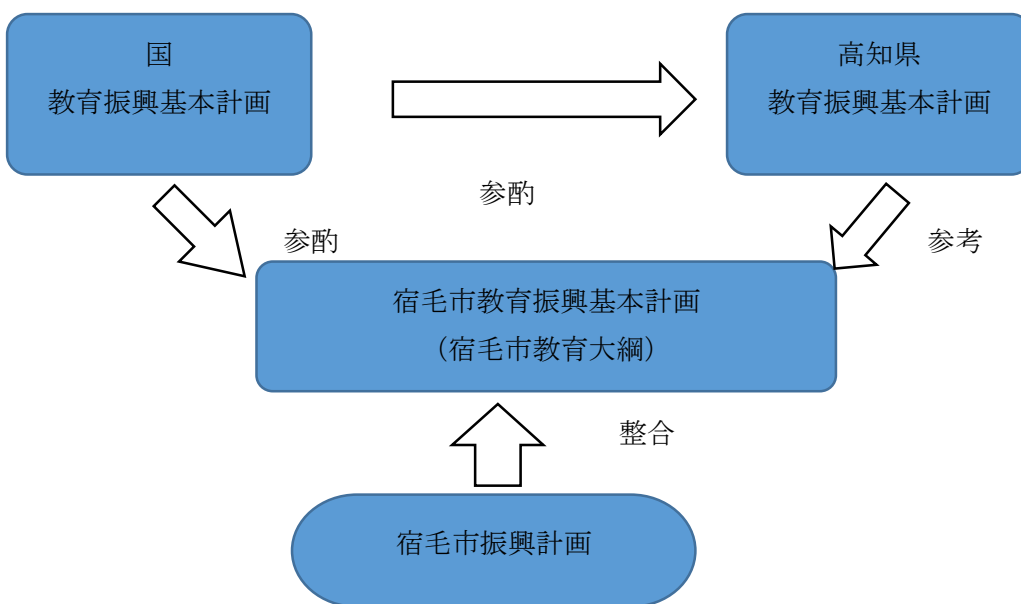 国
教育振興基本計画
高知県
教育振興基本計画
参酌
参酌
参考
宿毛市教育振興基本計画
（宿毛市教育大綱）
整合
宿毛市振興計画